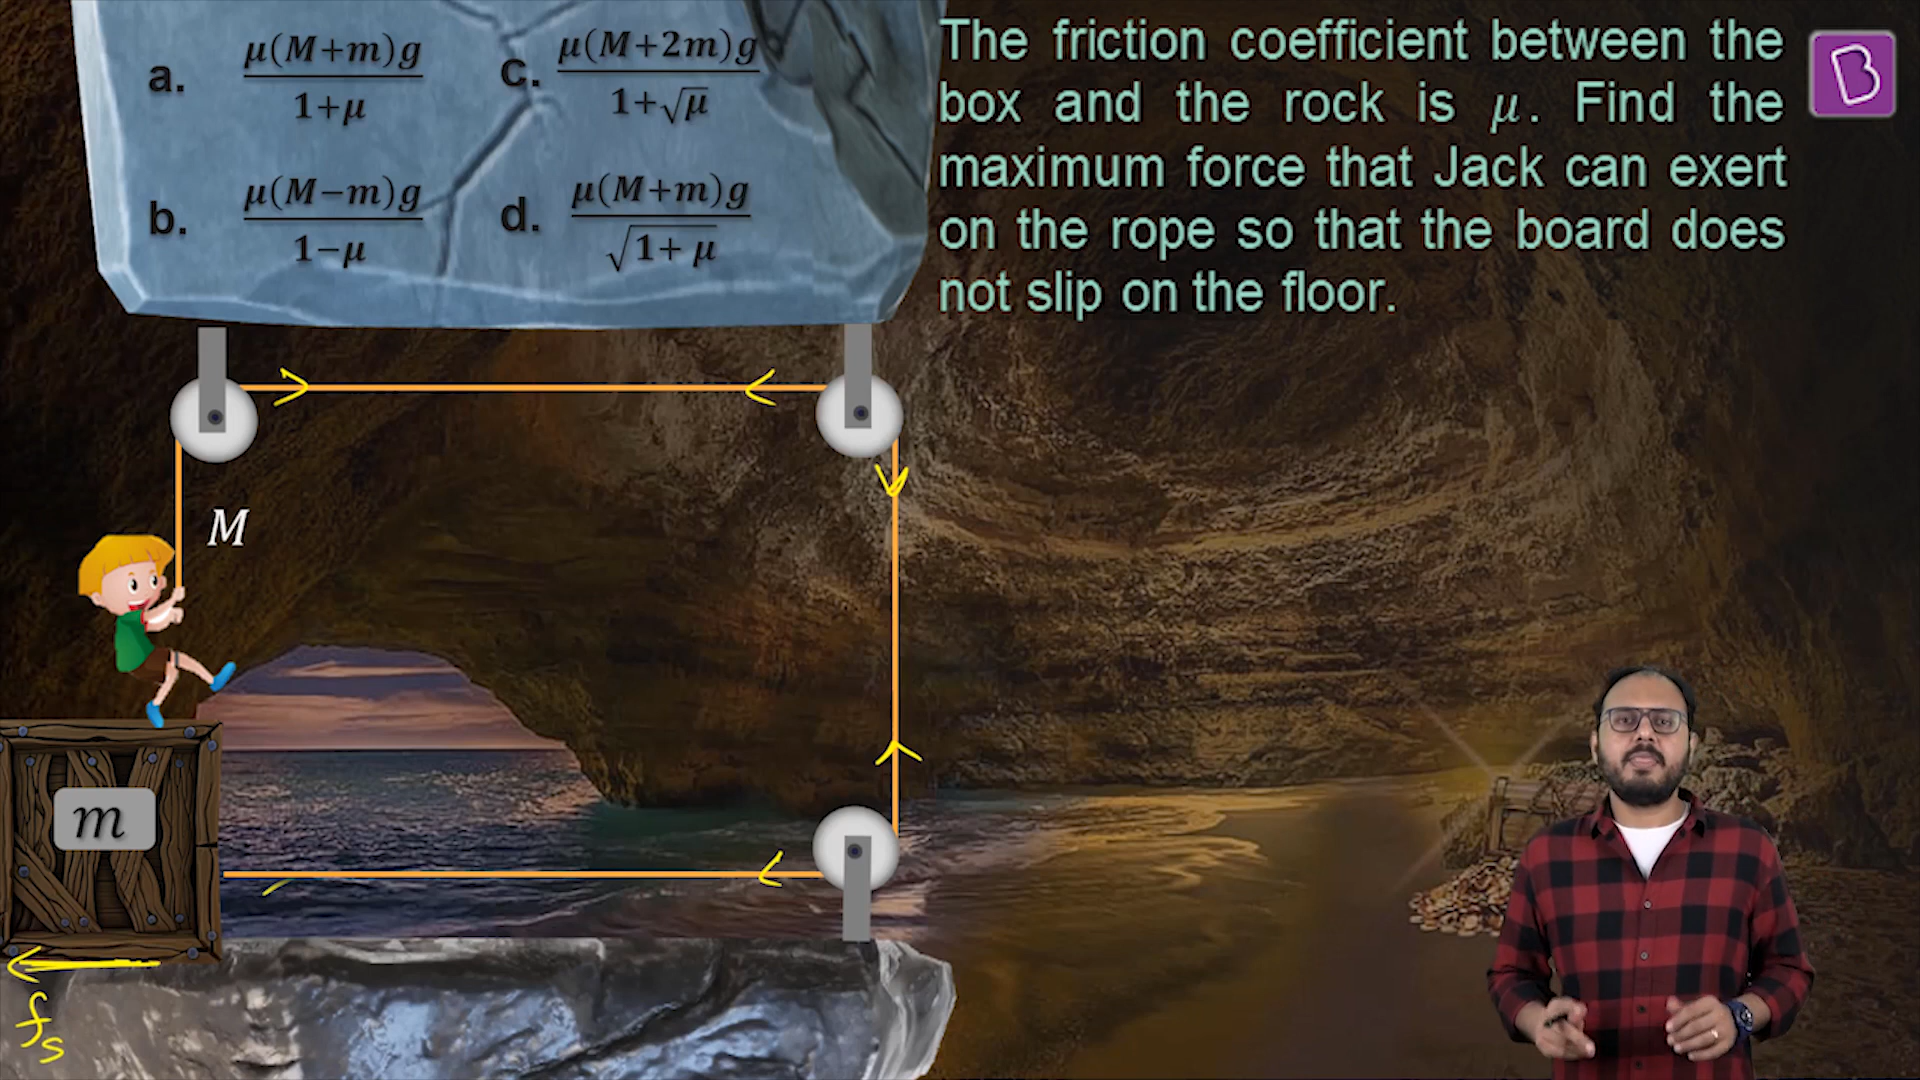 a. μ(M+m)g / 1+μ
c. μ(M+2m)g / 1+√μ
b. μ(M−m)g / 1−μ
d. μ(M+m)g / √1+ μ
The friction coefficient between the
box and the rock is μ. Find the
maximum force that Jack can exert
on the rope so that the board does
not slip on the floor.
B
M
m
fs